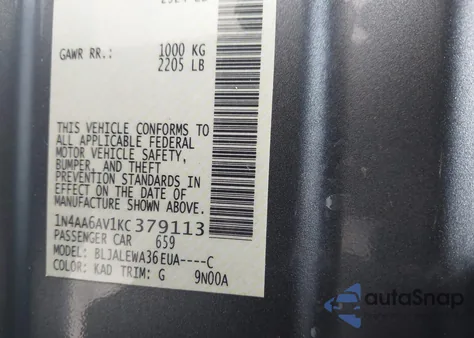 GAWR RR.: 1000 KG
2205 LB
THIS VEHICLE CONFORMS TO
ALL APPLICABLE FEDERAL
MOTOR VEHICLE SAFETY,
BUMPER, AND THEFT
PREVENTION STANDARDS IN
EFFECT ON THE DATE OF
MANUFACTURE SHOWN ABOVE.
1N4AA6AV1KC379113
PASSENGER CAR 659
MODEL: BLJALEWA36EUA----C
COLOR: KAD TRIM: G 9N00A
autoSnap